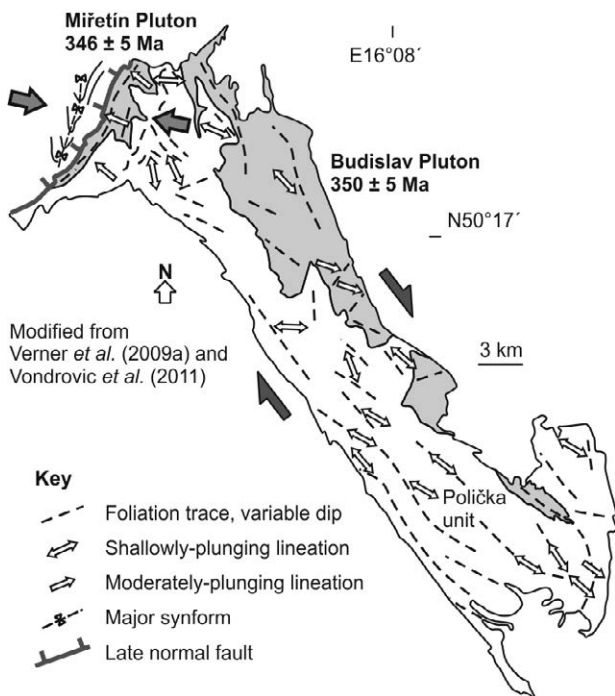 Miřetín Pluton
346 ± 5 Ma
E16°08´
Budislav Pluton
350 ± 5 Ma
N50°17´
N
Modified from
Verner et al. (2009a) and
Vondrovic et al. (2011)
3 km
Key
Foliation trace, variable dip
Shallowly-plunging lineation
Moderately-plunging lineation
Major synform
Late normal fault
Polička
unit